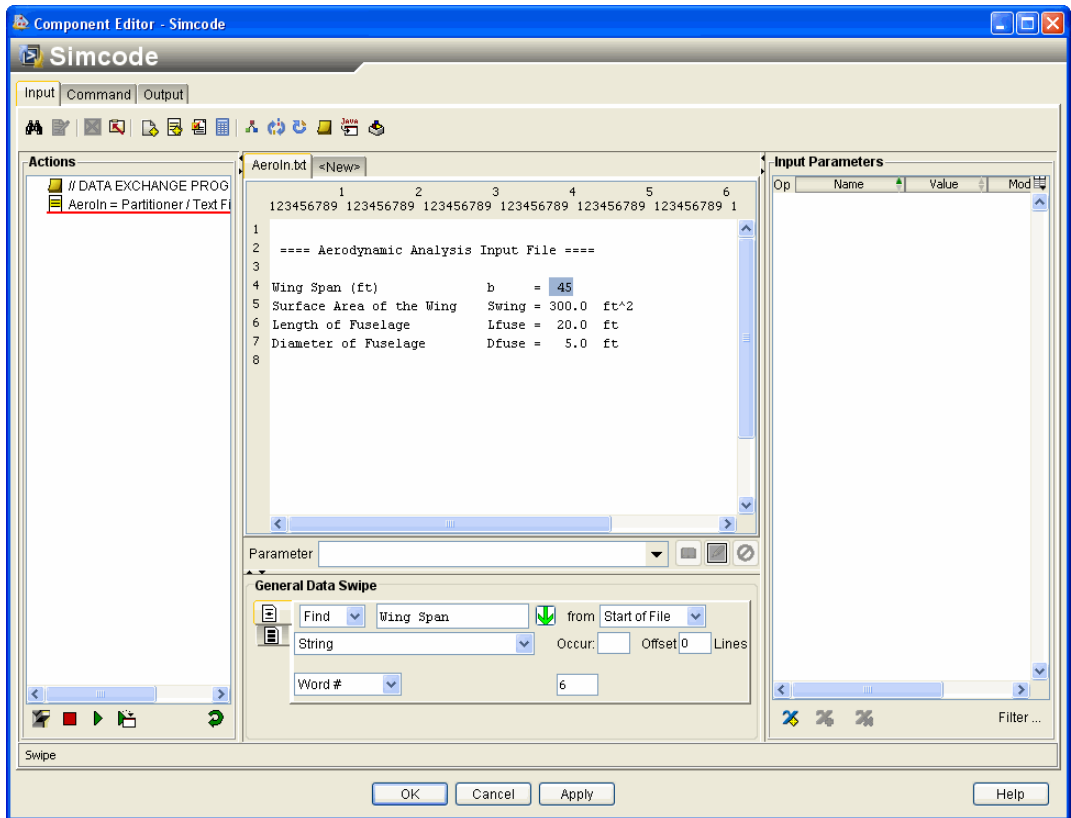 Component Editor - Simcode
Simcode
Input Command Output
Java
Actions
// DATA EXCHANGE PROG
AeroIn = Partitioner / Text Fi
AeroIn.txt <New>
1 2 3 4 5 6
123456789 123456789 123456789 123456789 123456789 123456789 1
1
2 ==== Aerodynamic Analysis Input File ====
3
4 Wing Span (ft) b = 45
5 Surface Area of the Wing Swing = 300.0 ft^2
6 Length of Fuselage Lfuse = 20.0 ft
7 Diameter of Fuselage Dfuse = 5.0 ft
8
Parameter
General Data Swipe
Find Wing Span from Start of File
String Occur: Offset 0 Lines
Word # 6
Input Parameters
Op Name Value Mod
Filter ...
Swipe
OK Cancel Apply Help